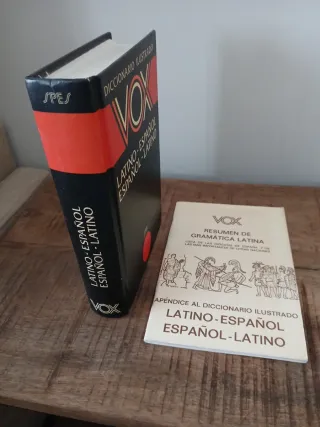 SPES
LATINO-ESPAÑOL
ESPAÑOL-LATINO
VOX
DICCIONARIO ILUSTRADO
VOX
LATINO-ESPAÑOL
ESPAÑOL-LATINO
VOX
RESUMEN DE
GRAMÁTICA LATINA
APÉNDICE AL DICCIONARIO ILUSTRADO
LATINO-ESPAÑOL
ESPAÑOL-LATINO